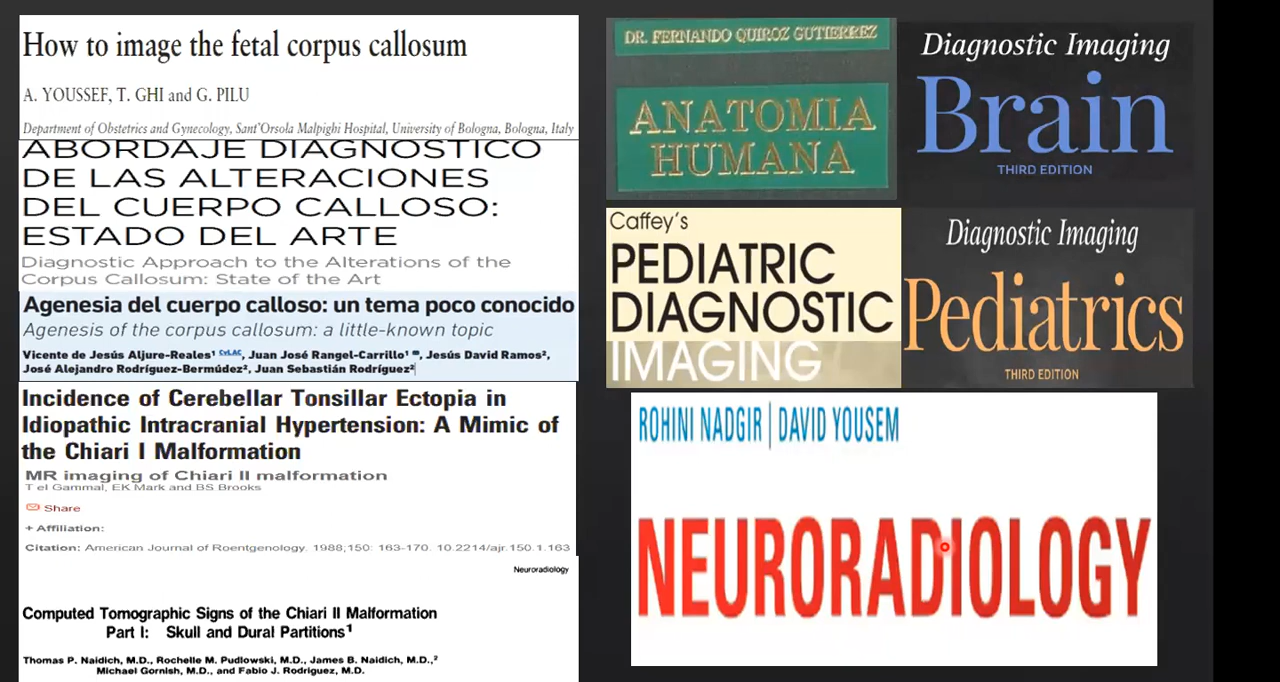 How to image the fetal corpus callosum
A. YOUSSEF, T. GHI and G. PILU
Department of Obstetrics and Gynecology, Sant'Orsola Malpighi Hospital, University of Bologna, Bologna, Italy
ABORDAJE DIAGNÓSTICO
DE LAS ALTERACIONES
DEL CUERPO CALLOSO:
ESTADO DEL ARTE
Diagnostic Approach to the Alterations of the
Corpus Callosum: State of the Art
Agenesia del cuerpo calloso: un tema poco conocido
Agenesis of the corpus callosum: a little-known topic
Vicente de Jesús Aljure-Reales¹ CvLAC, Juan José Rangel-Carrillo¹ ✉, Jesús David Ramos²,
José Alejandro Rodríguez-Bermúdez², Juan Sebastián Rodríguez²
Incidence of Cerebellar Tonsillar Ectopia in
Idiopathic Intracranial Hypertension: A Mimic of
the Chiari I Malformation
MR imaging of Chiari II malformation
T el Gammal, EK Mark and BS Brooks
Share
+ Affiliation:
Citation: American Journal of Roentgenology. 1988;150: 163-170. 10.2214/ajr.150.1.163
Neuroradiology
Computed Tomographic Signs of the Chiari II Malformation
Part I: Skull and Dural Partitions¹
Thomas P. Naidich, M.D., Rochelle M. Pudlowski, M.D., James B. Naidich, M.D.,²
Michael Gornish, M.D., and Fabio J. Rodriguez, M.D.
DR. FERNANDO QUIROZ GUTIERREZ
ANATOMIA
HUMANA
Diagnostic Imaging
Brain
THIRD EDITION
Caffey's
PEDIATRIC
DIAGNOSTIC
IMAGING
Diagnostic Imaging
Pediatrics
THIRD EDITION
ROHINI NADGIR | DAVID YOUSEM
NEURORADIOLOGY